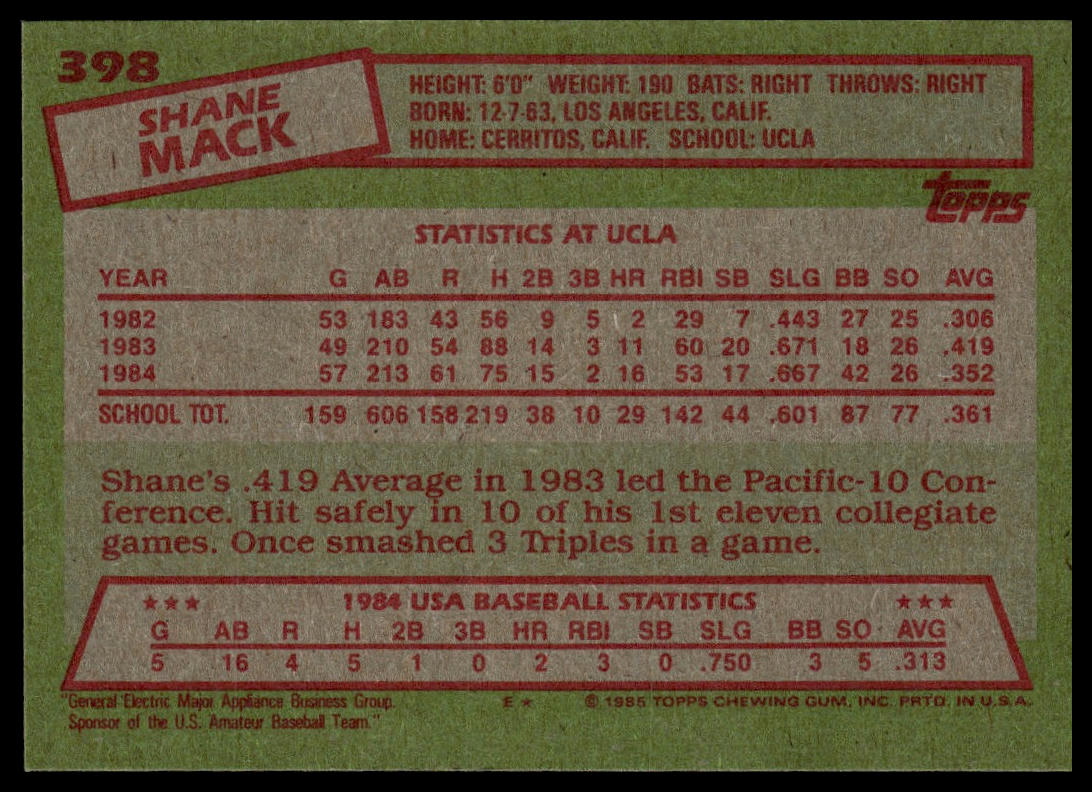 398
SHANE
MACK
HEIGHT: 6'0" WEIGHT: 190 BATS: RIGHT THROWS: RIGHT
BORN: 12-7-63, LOS ANGELES, CALIF.
HOME: CERRITOS, CALIF. SCHOOL: UCLA
topps
STATISTICS AT UCLA
YEAR G AB R H 2B 3B HR RBI SB SLG BB SO AVG
1982 53 183 43 56 9 5 2 29 7 .443 27 25 .306
1983 49 210 54 88 14 3 11 60 20 .671 18 26 .419
1984 57 213 61 75 15 2 16 53 17 .667 42 26 .352
SCHOOL TOT. 159 606 158 219 38 10 29 142 44 .601 87 77 .361
Shane's .419 Average in 1983 led the Pacific-10 Con-
ference. Hit safely in 10 of his 1st eleven collegiate
games. Once smashed 3 Triples in a game.
★★★ 1984 USA BASEBALL STATISTICS ★★★
G AB R H 2B 3B HR RBI SB SLG BB SO AVG
5 16 4 5 1 0 2 3 0 .750 3 5 .313
"General Electric Major Appliance Business Group. E★ © 1985 TOPPS CHEWING GUM, INC. PRTD. IN U.S.A.
Sponsor of the U.S. Amateur Baseball Team."